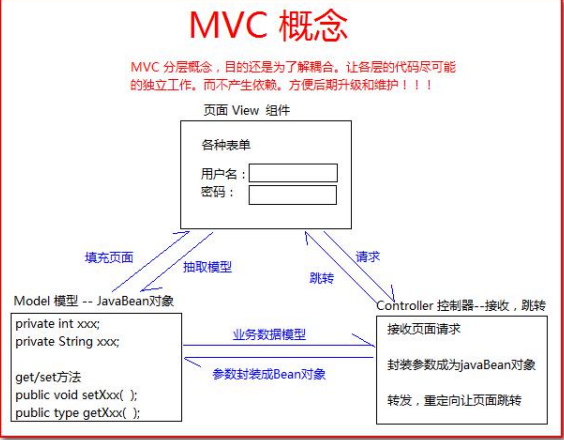 MVC 概念
MVC 分层概念，目的还是为了解耦合。让各层的代码尽可能
的独立工作。而不产生依赖。方便后期升级和维护！！！
页面 View 组件
各种表单
用户名：
密码：
填充页面
抽取模型
请求
跳转
Model 模型 -- JavaBean对象
private int xxx;
private String xxx;
get/set方法
public void setXxx( );
public type getXxx( );
业务数据模型
参数封装成Bean对象
Controller 控制器--接收，跳转
接收页面请求
封装参数成为javaBean对象
转发，重定向让页面跳转